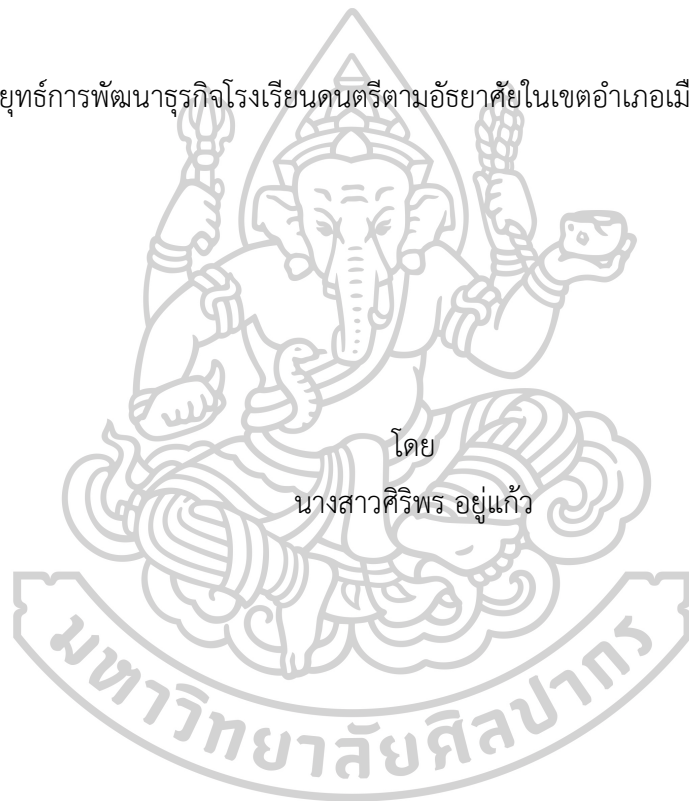 ยุทธ์การพัฒนาธุรกิจโรงเรียนดนตรีตามอัธยาศัยในเขตอำเภอเมื
โดย
นางสาวศิริพร อยู่แก้ว
มหาวิทยาลัยศิลปากร